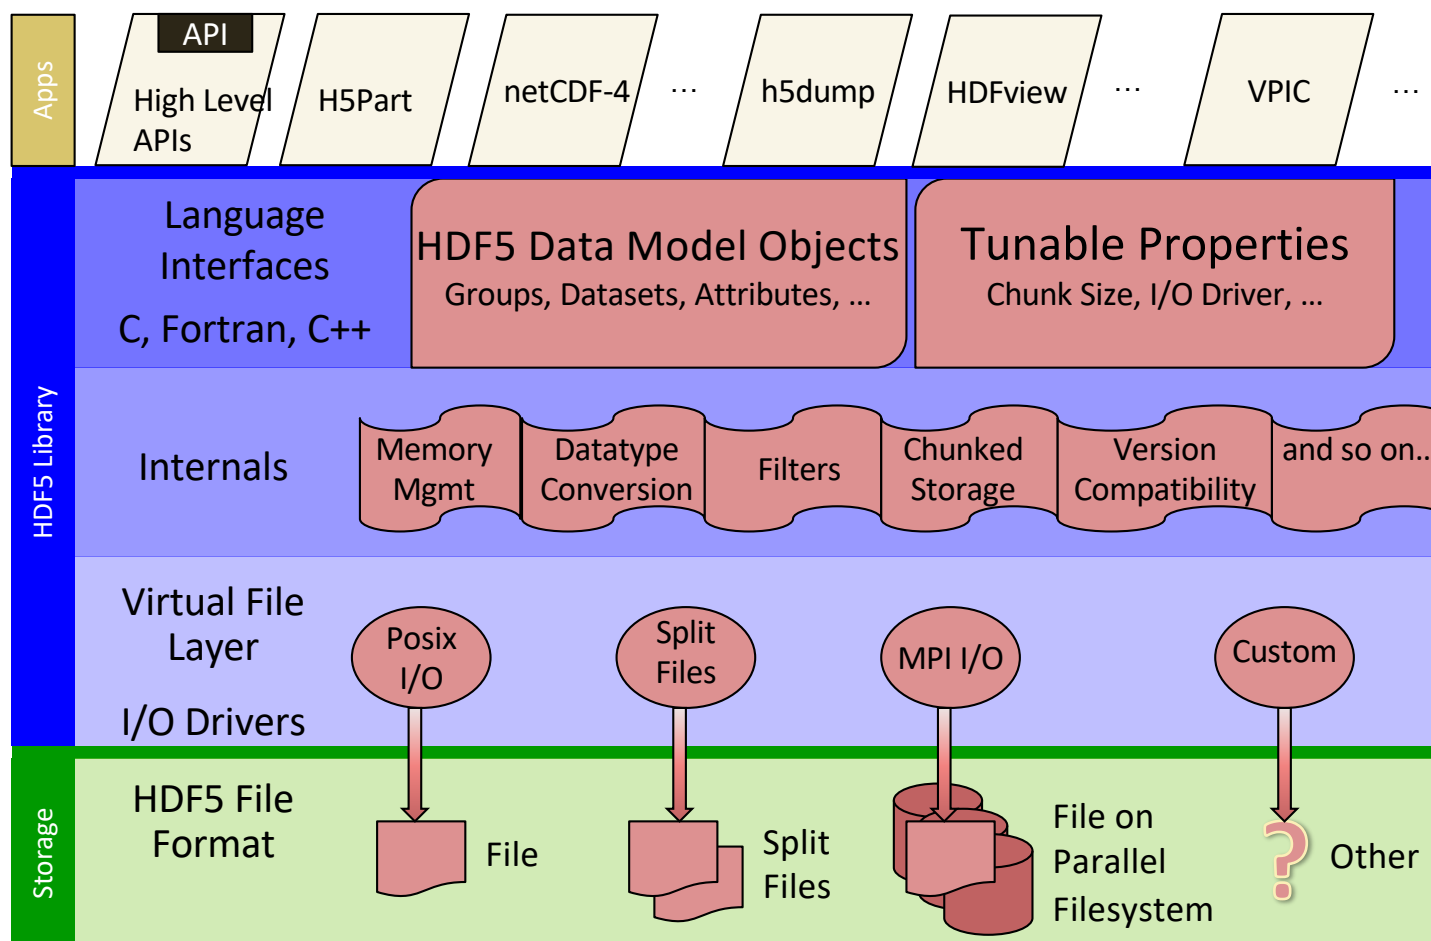 Apps
API
High Level
APIs
H5Part
netCDF-4
...
h5dump
HDFview
...
VPIC
...
HDF5 Library
Language
Interfaces
C, Fortran, C++
HDF5 Data Model Objects
Groups, Datasets, Attributes, ...
Tunable Properties
Chunk Size, I/O Driver, ...
Internals
Memory
Mgmt
Datatype
Conversion
Filters
Chunked
Storage
Version
Compatibility
and so on..
Virtual File
Layer
I/O Drivers
Posix
I/O
Split
Files
MPI I/O
Custom
Storage
HDF5 File
Format
File
Split
Files
File on
Parallel
Filesystem
?
Other